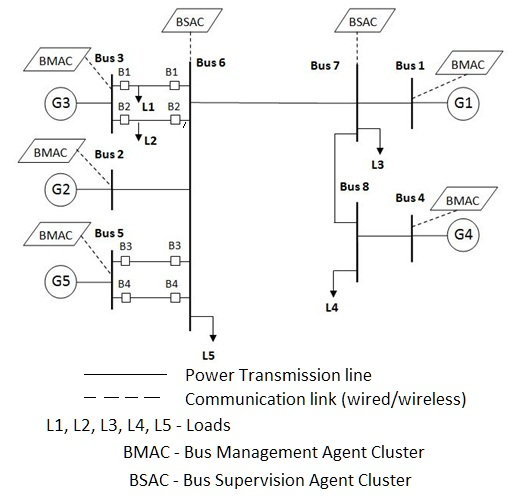 BSAC BSAC
BMAC Bus 3 Bus 6 Bus 7 Bus 1 BMAC
B1 B1
G3 L1 G1
B2 B2
L2
BMAC Bus 2 L3
G2 Bus 8 Bus 4 BMAC
BMAC Bus 5 G4
B3 B3
G5 B4 B4
L4
L5
Power Transmission line
Communication link (wired/wireless)
L1, L2, L3, L4, L5 - Loads
BMAC - Bus Management Agent Cluster
BSAC - Bus Supervision Agent Cluster